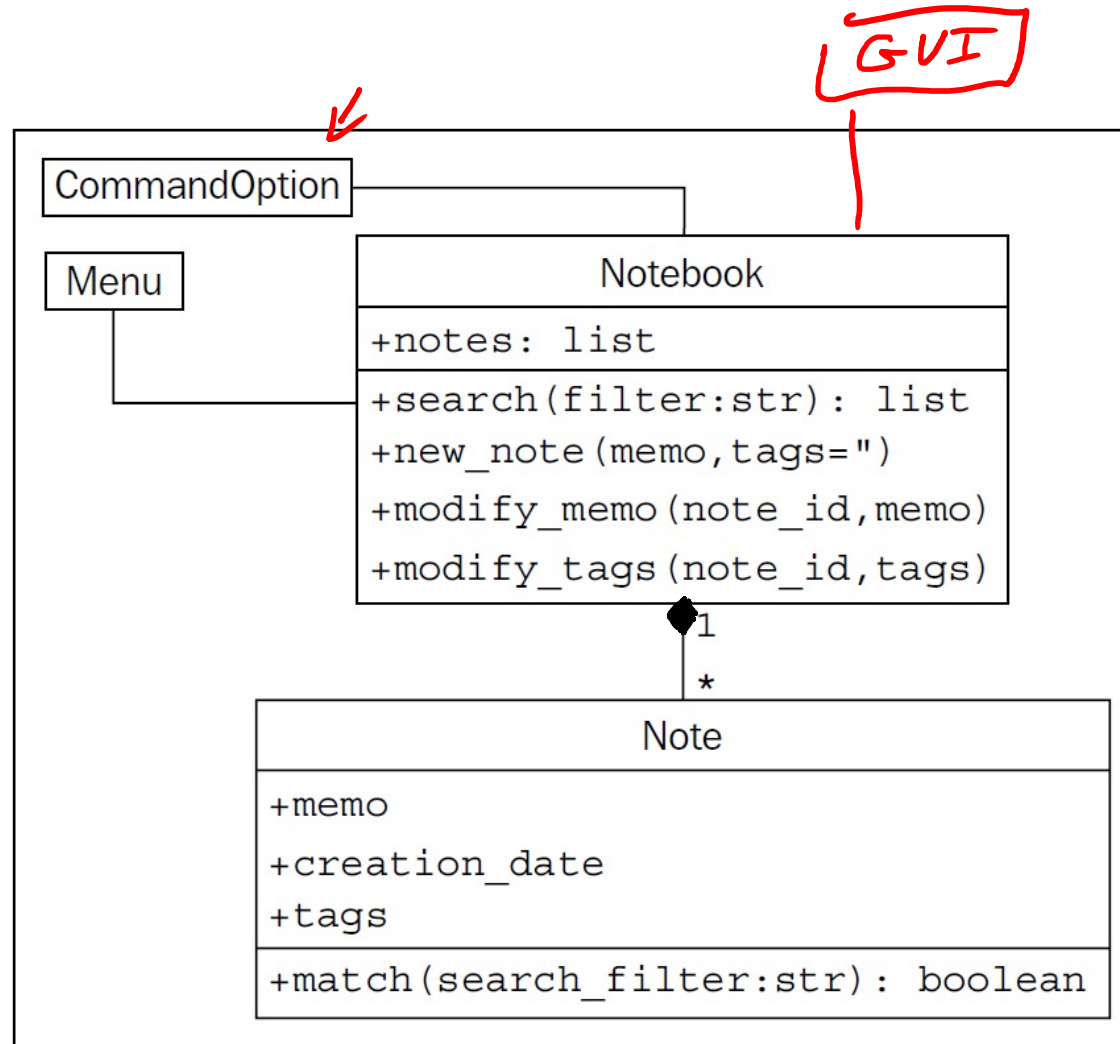 GUI
CommandOption
Menu
Notebook
+notes: list
+search(filter:str): list
+new_note(memo,tags=")
+modify_memo(note_id,memo)
+modify_tags(note_id,tags)
1
*
Note
+memo
+creation_date
+tags
+match(search_filter:str): boolean